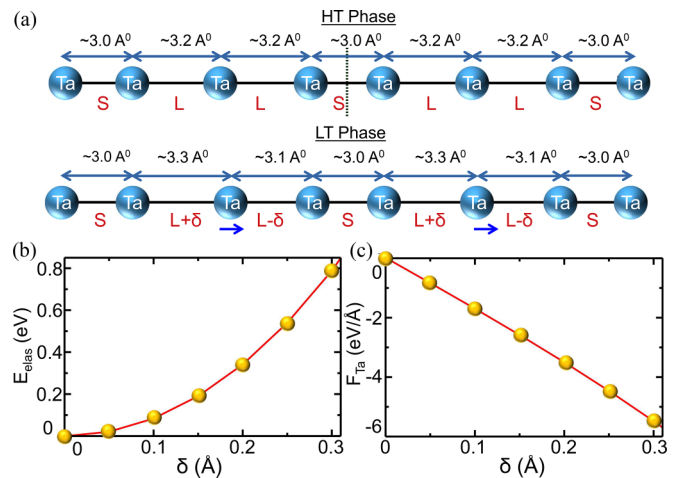 (a)
HT Phase
~3.0 A⁰ ~3.2 A⁰ ~3.2 A⁰ ~3.0 A⁰ ~3.2 A⁰ ~3.2 A⁰ ~3.0 A⁰
Ta Ta Ta Ta Ta Ta Ta Ta
S L L S L L S
LT Phase
~3.0 A⁰ ~3.3 A⁰ ~3.1 A⁰ ~3.0 A⁰ ~3.3 A⁰ ~3.1 A⁰ ~3.0 A⁰
Ta Ta Ta Ta Ta Ta Ta Ta
S L+δ L-δ S L+δ L-δ S
(b)
0.8
0.6
0.4
0.2
0
E_elas (eV)
0 0.1 0.2 0.3
δ (Å)
(c)
0
-2
-4
-6
F_Ta (eV/Å)
0 0.1 0.2 0.3
δ (Å)